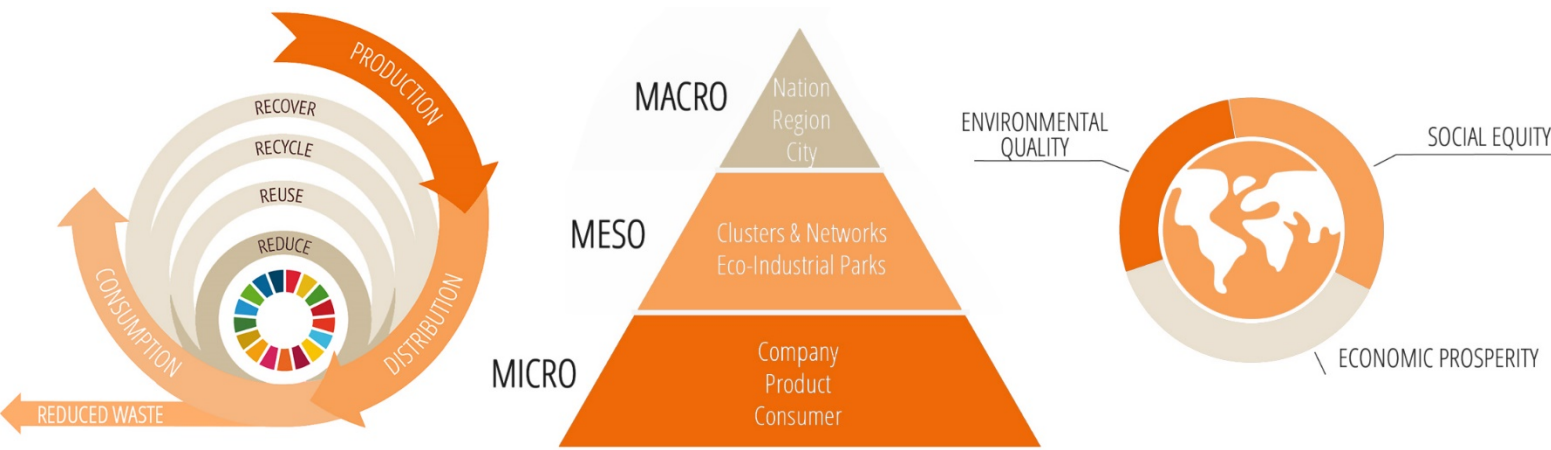 PRODUCTION
RECOVER
RECYCLE
REUSE
REDUCE
CONSUMPTION
DISTRIBUTION
REDUCED WASTE
MACRO
Nation
Region
City
MESO
Clusters & Networks
Eco-Industrial Parks
MICRO
Company
Product
Consumer
ENVIRONMENTAL
QUALITY
SOCIAL EQUITY
ECONOMIC PROSPERITY